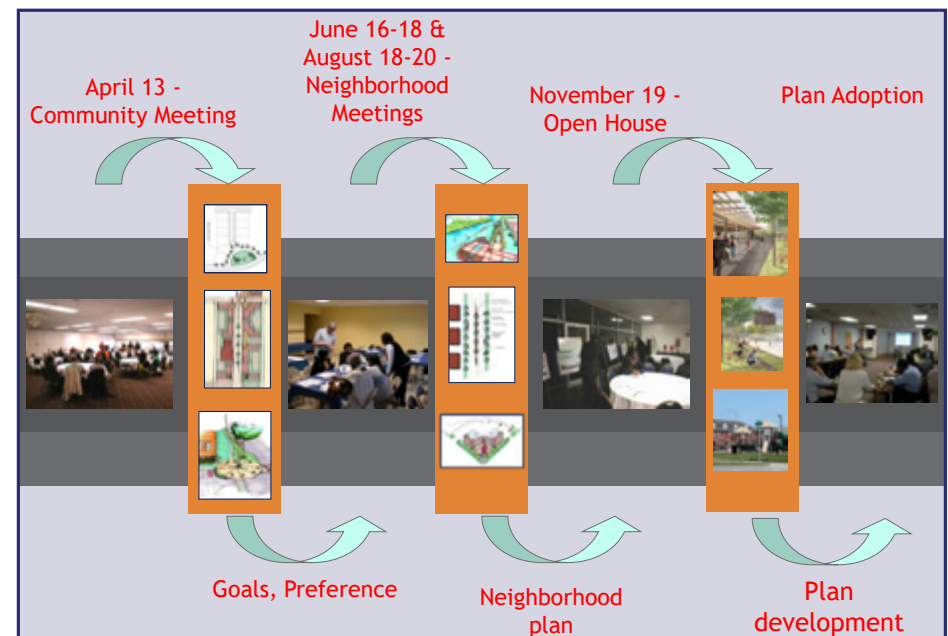 April 13 -
Community Meeting
June 16-18 &
August 18-20 -
Neighborhood
Meetings
November 19 -
Open House
Plan Adoption
Goals, Preference
Neighborhood
plan
Plan
development